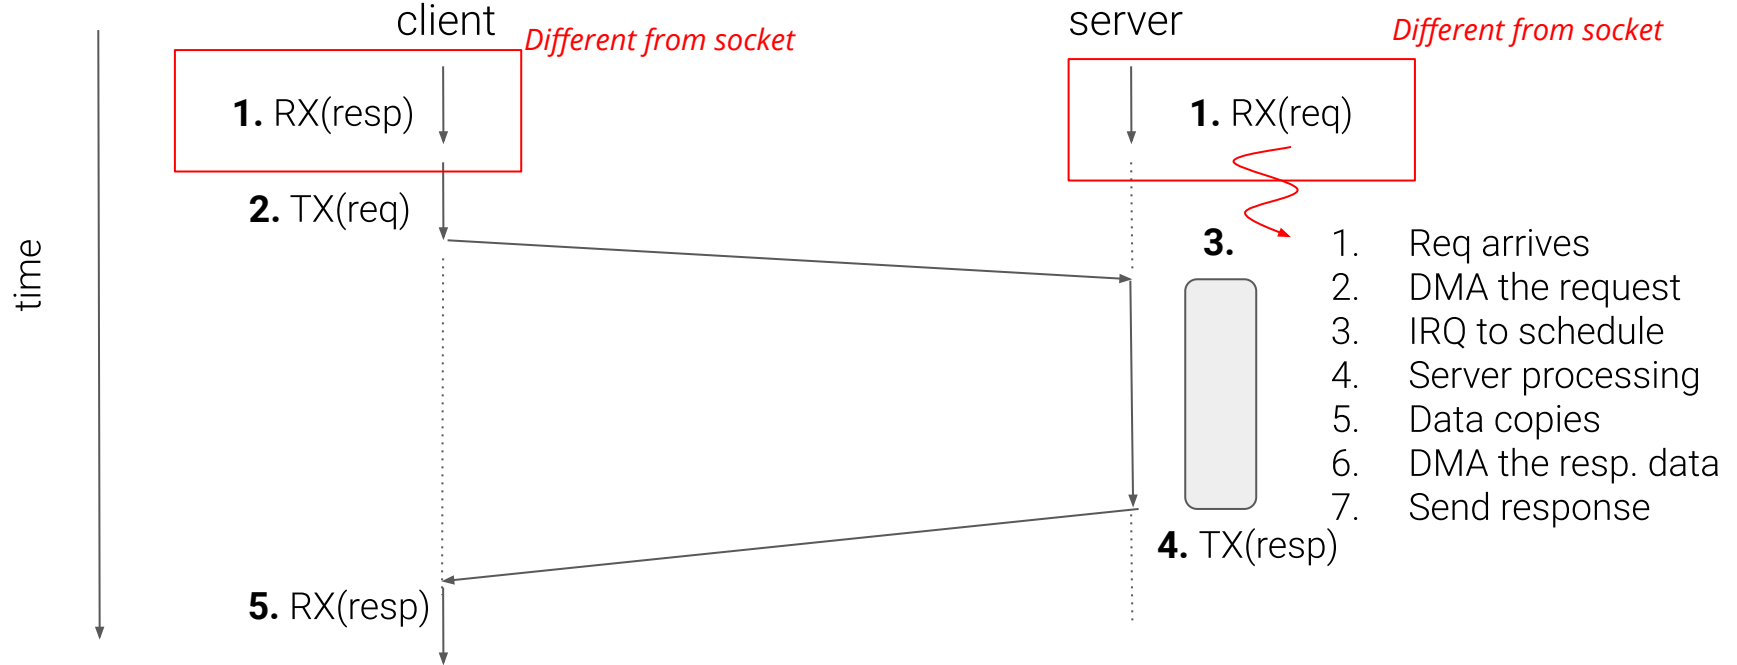 client
Different from socket
server
Different from socket
1. RX(resp)
1. RX(req)
2. TX(req)
time
3.
1. Req arrives
2. DMA the request
3. IRQ to schedule
4. Server processing
5. Data copies
6. DMA the resp. data
7. Send response
4. TX(resp)
5. RX(resp)